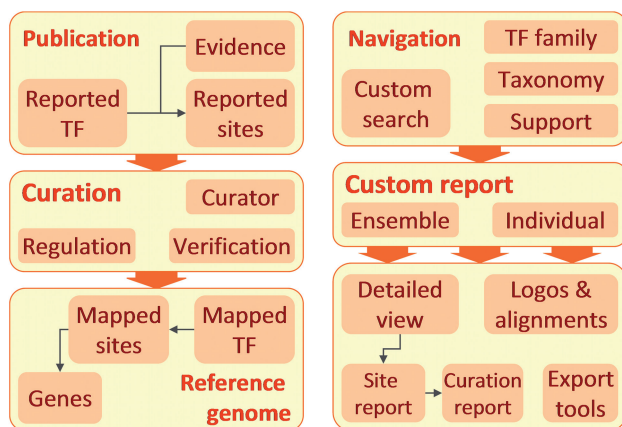 Publication
Evidence
Reported
TF
Reported
sites
Curation
Curator
Regulation
Verification
Mapped
sites
Mapped
TF
Genes
Reference
genome
Navigation
TF family
Custom
search
Taxonomy
Support
Custom report
Ensemble
Individual
Detailed
view
Logos &
alignments
Site
report
Curation
report
Export
tools